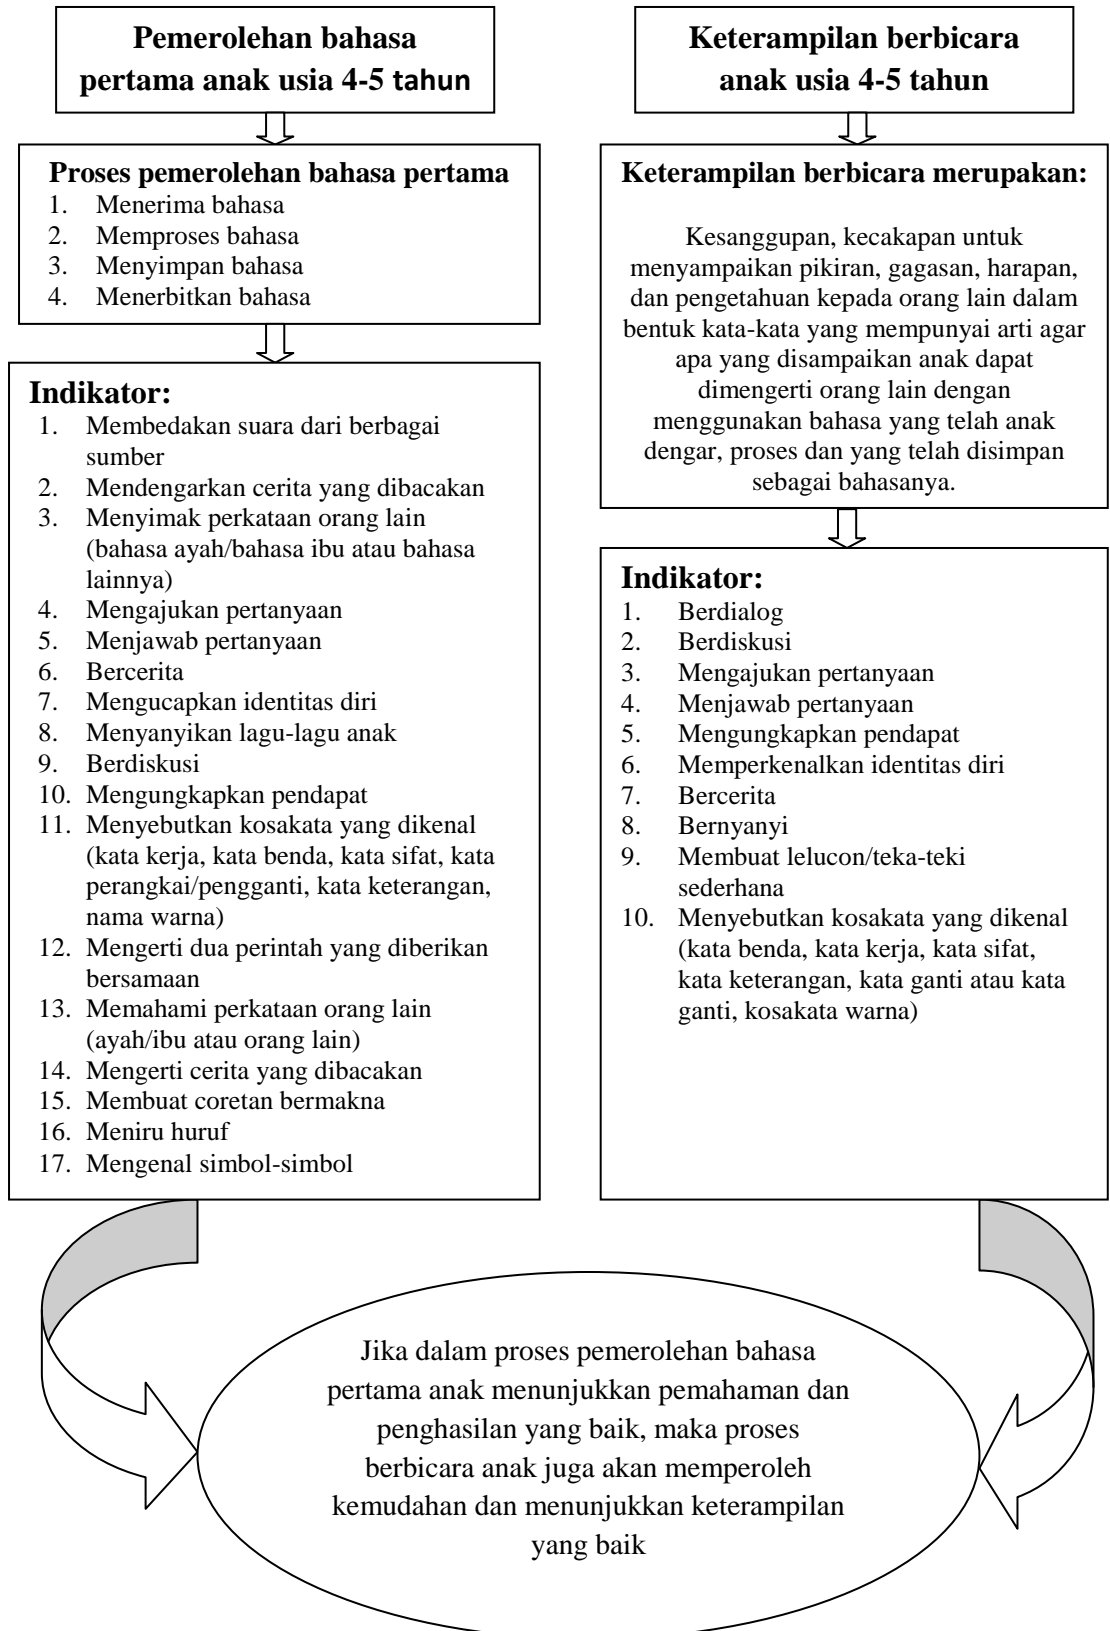 Pemerolehan bahasa
pertama anak usia 4-5 tahun
Proses pemerolehan bahasa pertama
1. Menerima bahasa
2. Memproses bahasa
3. Menyimpan bahasa
4. Menerbitkan bahasa
Indikator:
1. Membedakan suara dari berbagai
sumber
2. Mendengarkan cerita yang dibacakan
3. Menyimak perkataan orang lain
(bahasa ayah/bahasa ibu atau bahasa
lainnya)
4. Mengajukan pertanyaan
5. Menjawab pertanyaan
6. Bercerita
7. Mengucapkan identitas diri
8. Menyanyikan lagu-lagu anak
9. Berdiskusi
10. Mengungkapkan pendapat
11. Menyebutkan kosakata yang dikenal
(kata kerja, kata benda, kata sifat, kata
perangkai/pengganti, kata keterangan,
nama warna)
12. Mengerti dua perintah yang diberikan
bersamaan
13. Memahami perkataan orang lain
(ayah/ibu atau orang lain)
14. Mengerti cerita yang dibacakan
15. Membuat coretan bermakna
16. Meniru huruf
17. Mengenal simbol-simbol
Keterampilan berbicara
anak usia 4-5 tahun
Keterampilan berbicara merupakan:
Kesanggupan, kecakapan untuk
menyampaikan pikiran, gagasan, harapan,
dan pengetahuan kepada orang lain dalam
bentuk kata-kata yang mempunyai arti agar
apa yang disampaikan anak dapat
dimengerti orang lain dengan
menggunakan bahasa yang telah anak
dengar, proses dan yang telah disimpan
sebagai bahasanya.
Indikator:
1. Berdialog
2. Berdiskusi
3. Mengajukan pertanyaan
4. Menjawab pertanyaan
5. Mengungkapkan pendapat
6. Memperkenalkan identitas diri
7. Bercerita
8. Bernyanyi
9. Membuat lelucon/teka-teki
sederhana
10. Menyebutkan kosakata yang dikenal
(kata benda, kata kerja, kata sifat,
kata keterangan, kata ganti atau kata
ganti, kosakata warna)
Jika dalam proses pemerolehan bahasa
pertama anak menunjukkan pemahaman dan
penghasilan yang baik, maka proses
berbicara anak juga akan memperoleh
kemudahan dan menunjukkan keterampilan
yang baik